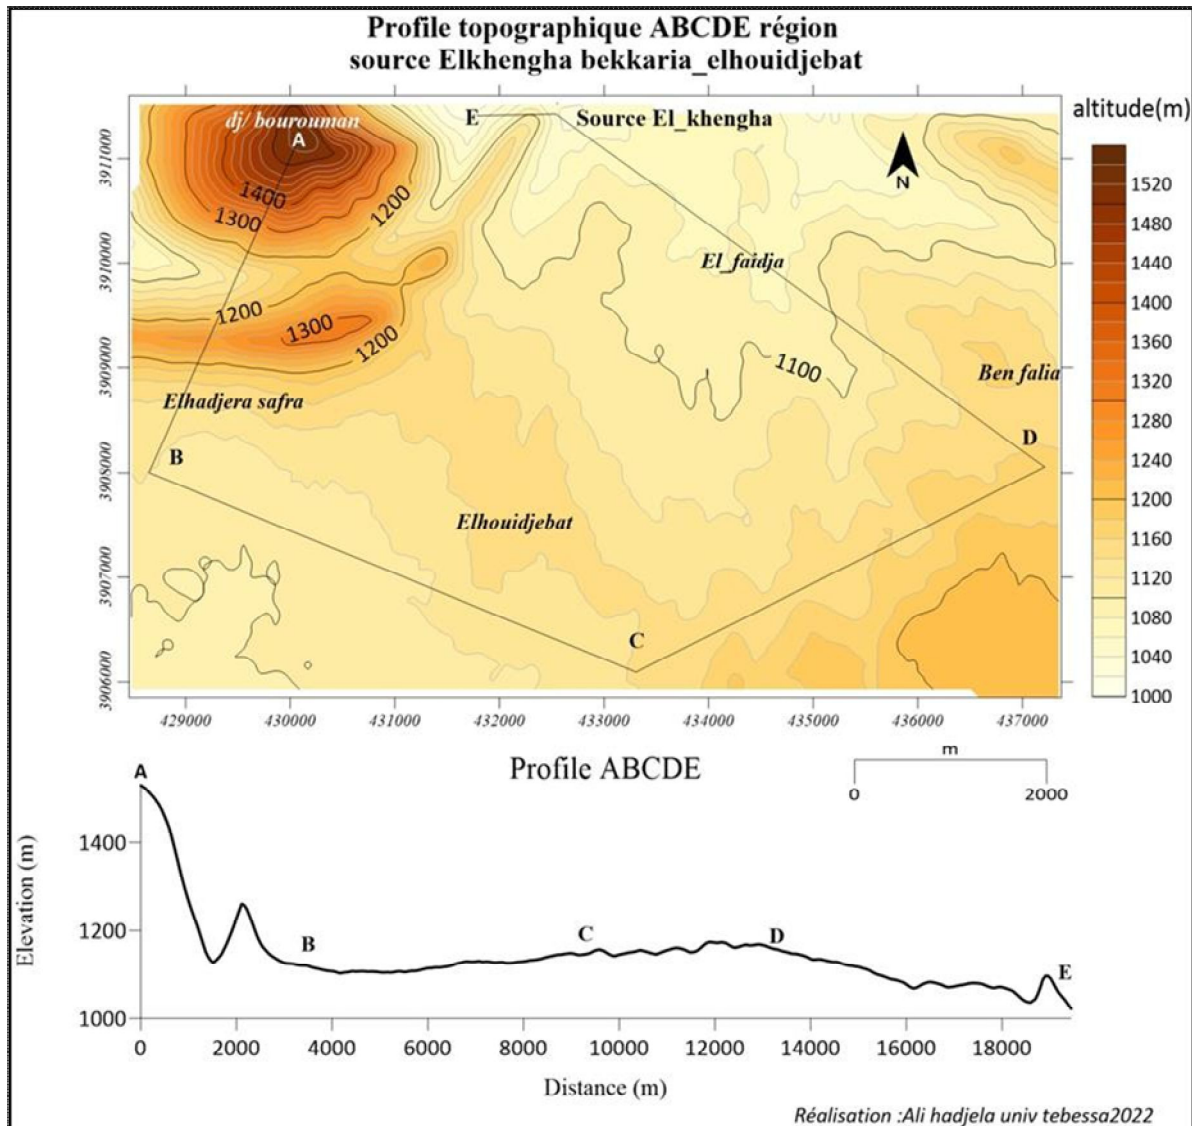 Profile topographique ABCDE région
source Elkhengha bekkaria_elhouidjebat
altitude(m)
dj/ bourouman
A
E
Source El_khengha
N
1400
1300
1200
El_faidja
1200
1300
1200
1100
Ben falia
Elhadjera safra
B
D
Elhouidjebat
C
3911000
3910000
3909000
3908000
3907000
3906000
429000 430000 431000 432000 433000 434000 435000 436000 437000
1520
1480
1440
1400
1360
1320
1280
1240
1200
1160
1120
1080
1040
1000
Profile ABCDE
m
0 2000
A
B
C
D
E
Elevation (m)
1400
1200
1000
0 2000 4000 6000 8000 10000 12000 14000 16000 18000
Distance (m)
Réalisation :Ali hadjela univ tebessa2022